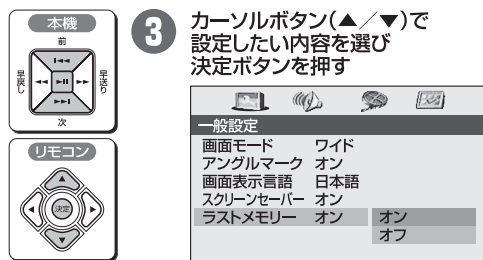 本機
前
早戻し
早送り
次
リモコン
決定
3
カーソルボタン(▲／▼)で
設定したい内容を選び
決定ボタンを押す
一般設定
画面モード ワイド
アングルマーク オン
画面表示言語 日本語
スクリーンセーバー オン
ラストメモリー オン オン
オフ